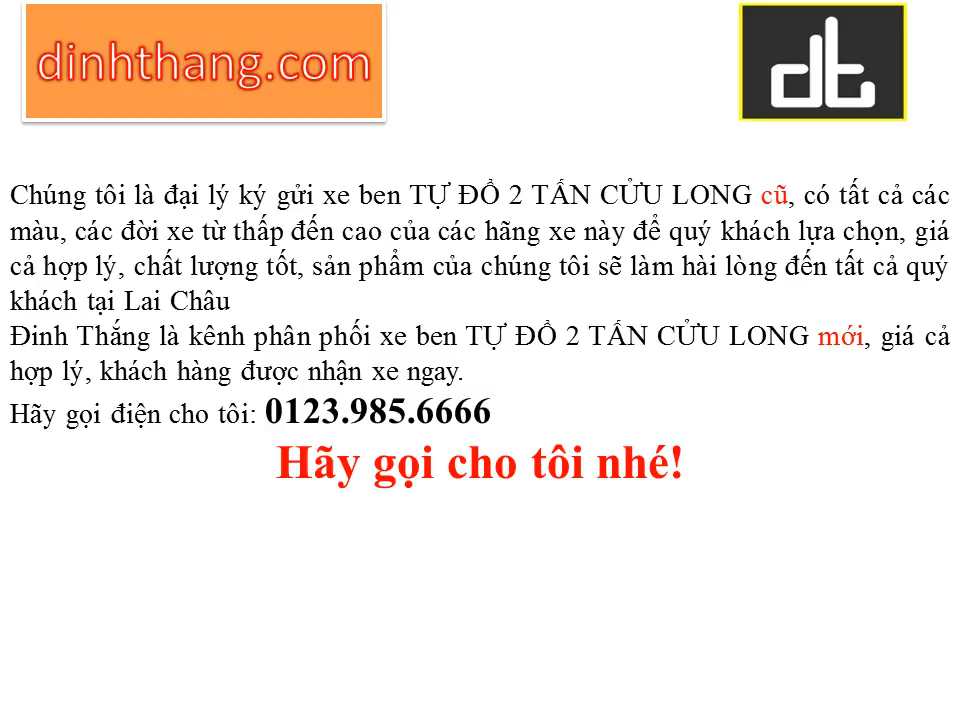 dinhthang.com
dt
Chúng tôi là đại lý ký gửi xe ben TỰ ĐỔ 2 TẤN CỬU LONG cũ, có tất cả các
màu, các đời xe từ thấp đến cao của các hãng xe này để quý khách lựa chọn, giá
cả hợp lý, chất lượng tốt, sản phẩm của chúng tôi sẽ làm hài lòng đến tất cả quý
khách tại Lai Châu
Đinh Thắng là kênh phân phối xe ben TỰ ĐỔ 2 TẤN CỬU LONG mới, giá cả
hợp lý, khách hàng được nhận xe ngay.
Hãy gọi điện cho tôi: 0123.985.6666
Hãy gọi cho tôi nhé!